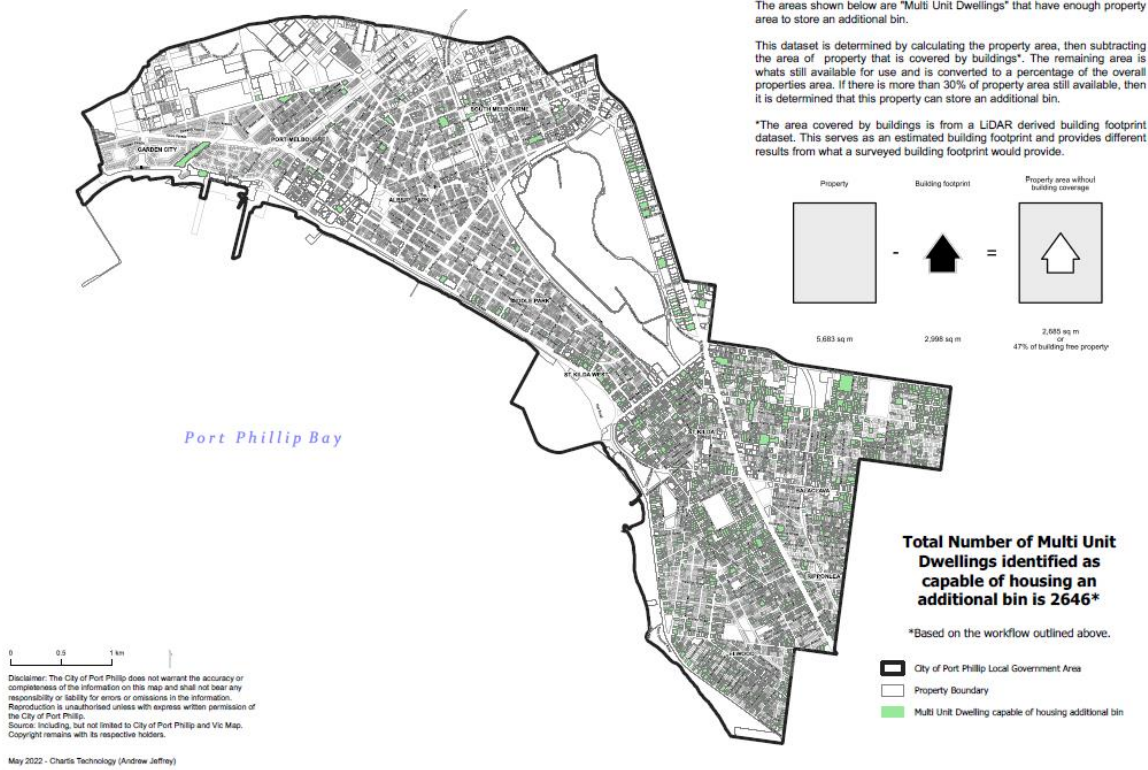 The areas shown below are "Multi Unit Dwellings" that have enough property
area to store an additional bin.
This dataset is determined by calculating the property area, then subtracting
the area of property that is covered by buildings*. The remaining area is
whats still available for use and is converted to a percentage of the overall
properties area. If there is more than 30% of property area still available, then
it is determined that this property can store an additional bin.
*The area covered by buildings is from a LiDAR derived building footprint
dataset. This serves as an estimated building footprint and provides different
results from what a surveyed building footprint would provide.
Property
Building footprint
Property area without
building coverage
-
=
5,683 sq m
2,998 sq m
2,685 sq m
or
47% of building free property
SOUTH MELBOURNE
PORT MELBOURNE
GARDEN CITY
ALBERT PARK
MIDDLE PARK
ST KILDA WEST
ST KILDA
BALACLAVA
RIPPONLEA
ELWOOD
Port Phillip Bay
Total Number of Multi Unit
Dwellings identified as
capable of housing an
additional bin is 2646*
*Based on the workflow outlined above.
City of Port Phillip Local Government Area
Property Boundary
Multi Unit Dwelling capable of housing additional bin
0 0.5 1 km
Disclaimer: The City of Port Phillip does not warrant the accuracy or
completeness of the information on this map and shall not bear any
responsibility or liability for errors or omissions in the information.
Reproduction is unauthorised unless with express written permission of
the City of Port Phillip.
Source: Including, but not limited to City of Port Phillip and Vic Map.
Copyright remains with its respective holders.
May 2022 - Chartis Technology (Andrew Jeffrey)